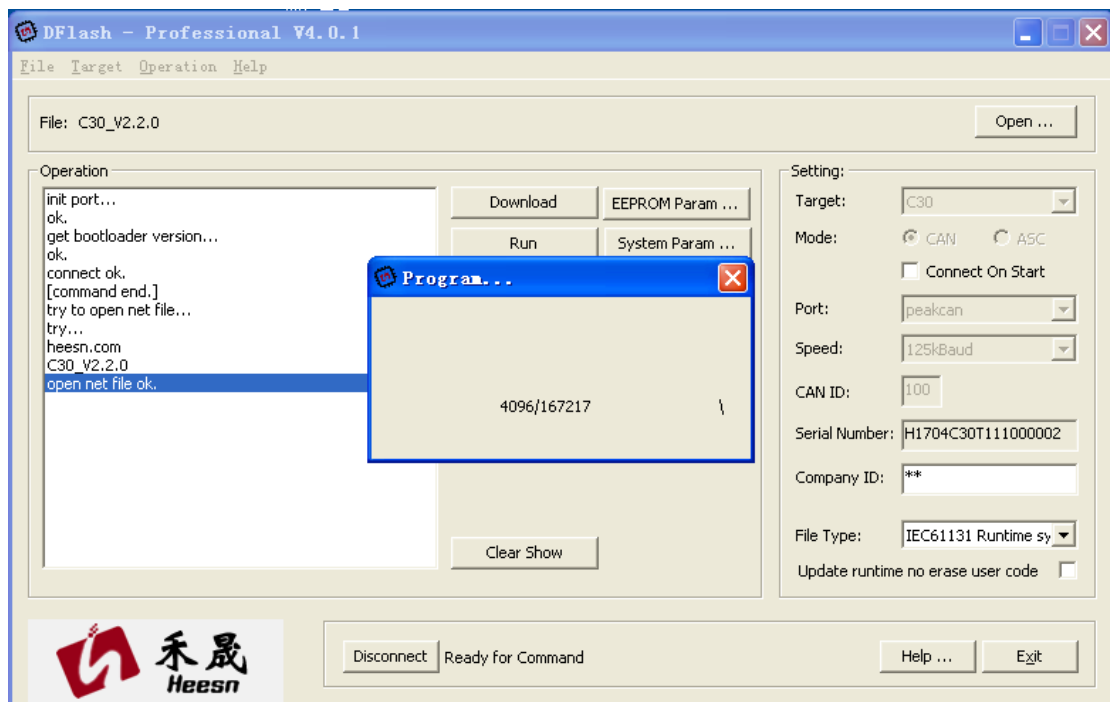 DFlash - Professional V4.0.1
File Target Operation Help
File: C30_V2.2.0
Open ...
Operation
init port...
ok.
get bootloader version...
ok.
connect ok.
[command end.]
try to open net file...
try...
heesn.com
C30_V2.2.0
open net file ok.
Download
EEPROM Param ...
Run
System Param ...
Program...
4096/167217 \
Clear Show
Setting:
Target: C30
Mode: CAN ASC
Connect On Start
Port: peakcan
Speed: 125kBaud
CAN ID: 100
Serial Number: H1704C30T111000002
Company ID: **
File Type: IEC61131 Runtime sy
Update runtime no erase user code
禾晟
Heesn
Disconnect
Ready for Command
Help ...
Exit